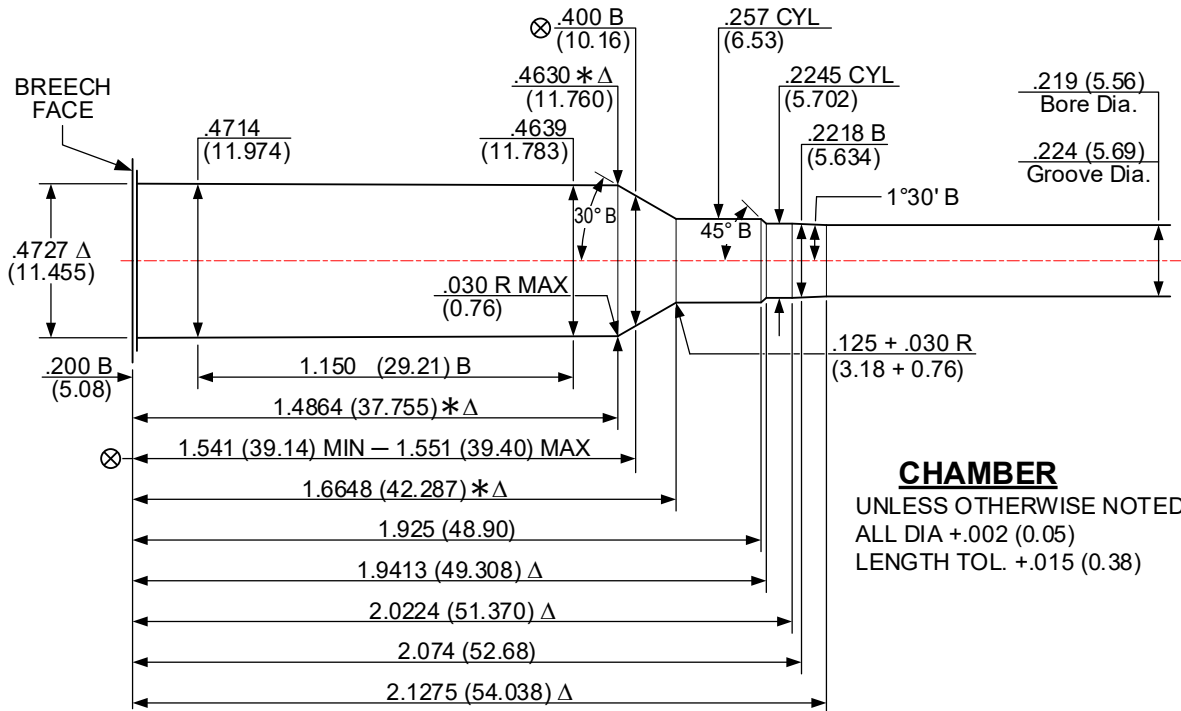 ⊗ .400 B
(10.16)
.257 CYL
(6.53)
.4630 * Δ
(11.760)
.2245 CYL
(5.702)
BREECH
FACE
.219 (5.56)
Bore Dia.
.4714
(11.974)
.4639
(11.783)
.2218 B
(5.634)
.224 (5.69)
Groove Dia.
1°30' B
30° B
45° B
.4727 Δ
(11.455)
.030 R MAX
(0.76)
.125 + .030 R
(3.18 + 0.76)
.200 B
(5.08)
1.150 (29.21) B
1.4864 (37.755) * Δ
⊗ 1.541 (39.14) MIN – 1.551 (39.40) MAX
1.6648 (42.287) * Δ
1.925 (48.90)
1.9413 (49.308) Δ
2.0224 (51.370) Δ
2.074 (52.68)
2.1275 (54.038) Δ
CHAMBER
UNLESS OTHERWISE NOTED
ALL DIA +.002 (0.05)
LENGTH TOL. +.015 (0.38)